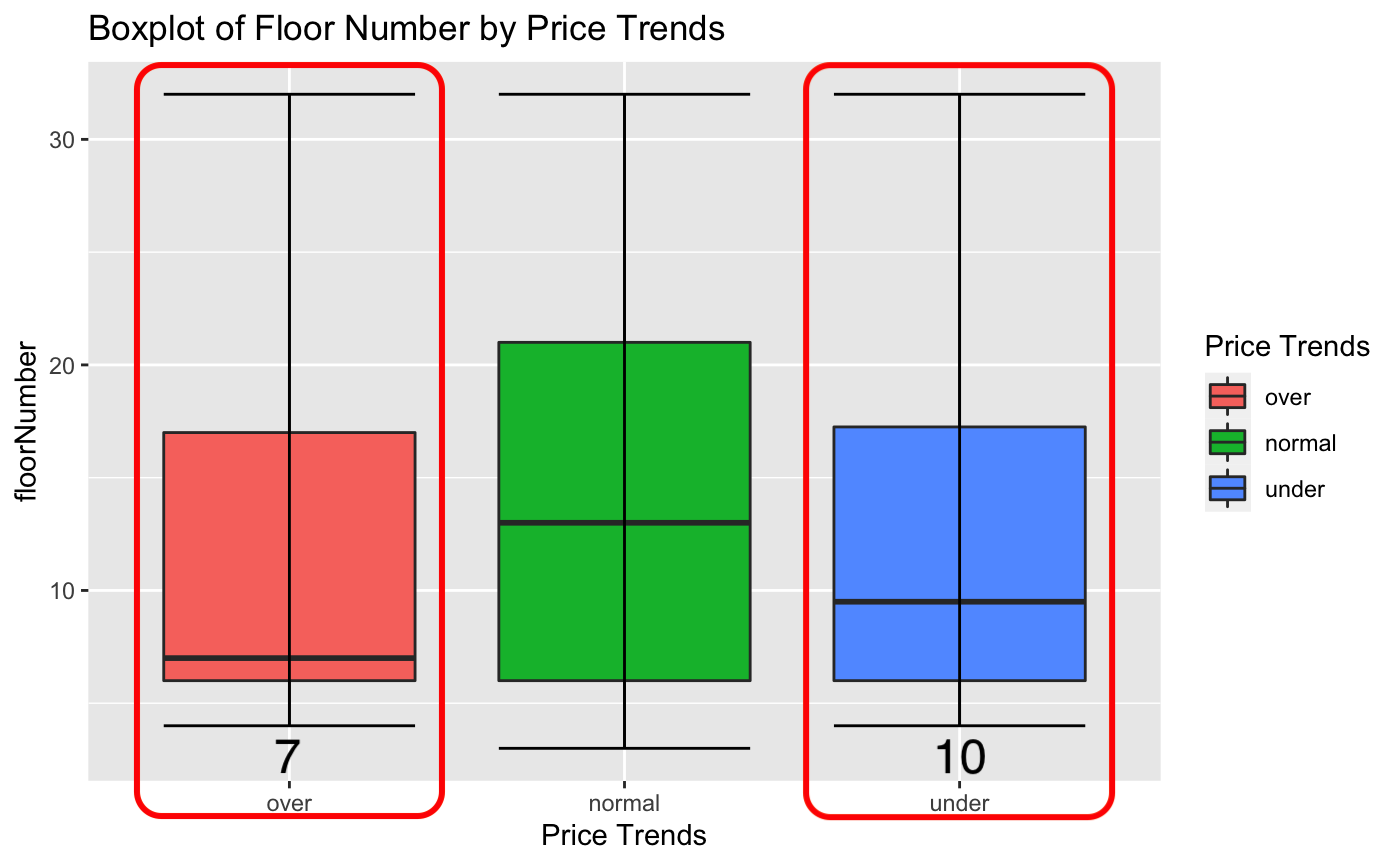 Boxplot of Floor Number by Price Trends
30
20
10
floorNumber
7
10
over
normal
under
Price Trends
Price Trends
over
normal
under